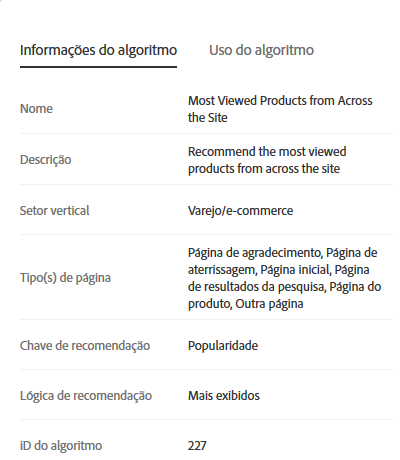 Informações do algoritmo Uso do algoritmo
Nome Most Viewed Products from Across
the Site
Descrição Recommend the most viewed
products from across the site
Setor vertical Varejo/e-commerce
Tipo(s) de página Página de agradecimento, Página de
aterrissagem, Página inicial, Página
de resultados da pesquisa, Página do
produto, Outra página
Chave de recomendação Popularidade
Lógica de recomendação Mais exibidos
iD do algoritmo 227